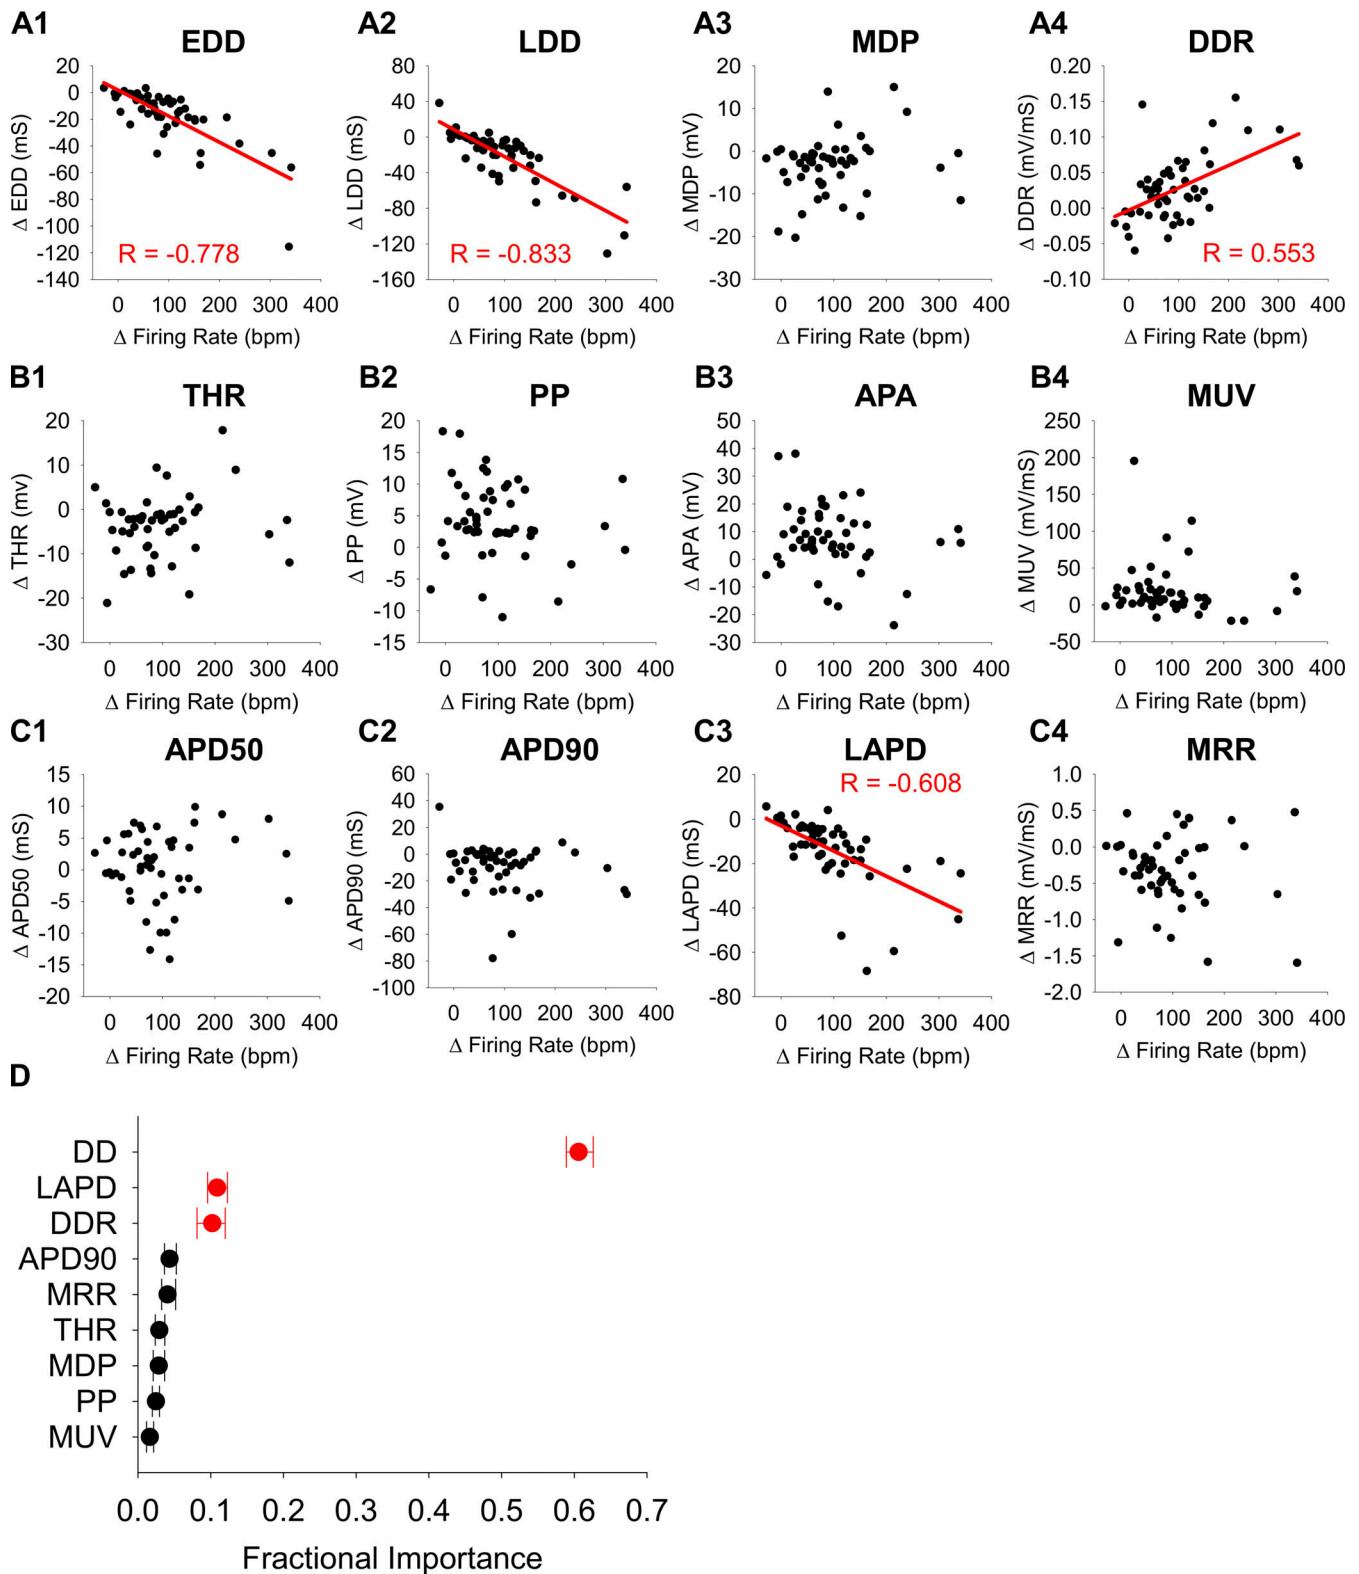 A1
EDD
20
0
-20
-40
-60
-80
-100
-120
-140
Δ EDD (mS)
R = -0.778
0 100 200 300 400
Δ Firing Rate (bpm)
A2
LDD
80
40
0
-40
-80
-120
-160
Δ LDD (mS)
R = -0.833
0 100 200 300 400
Δ Firing Rate (bpm)
A3
MDP
20
10
0
-10
-20
-30
Δ MDP (mV)
0 100 200 300 400
Δ Firing Rate (bpm)
A4
DDR
0.20
0.15
0.10
0.05
0.00
-0.05
-0.10
Δ DDR (mV/mS)
R = 0.553
0 100 200 300 400
Δ Firing Rate (bpm)
B1
THR
20
10
0
-10
-20
-30
Δ THR (mv)
0 100 200 300 400
Δ Firing Rate (bpm)
B2
PP
20
15
10
5
0
-5
-10
-15
Δ PP (mV)
0 100 200 300 400
Δ Firing Rate (bpm)
B3
APA
50
40
30
20
10
0
-10
-20
-30
Δ APA (mV)
0 100 200 300 400
Δ Firing Rate (bpm)
B4
MUV
250
200
150
100
50
0
-50
Δ MUV (mV/mS)
0 100 200 300 400
Δ Firing Rate (bpm)
C1
APD50
15
10
5
0
-5
-10
-15
-20
Δ APD50 (mS)
0 100 200 300 400
Δ Firing Rate (bpm)
C2
APD90
60
40
20
0
-20
-40
-60
-80
-100
Δ APD90 (mS)
0 100 200 300 400
Δ Firing Rate (bpm)
C3
LAPD
R = -0.608
20
0
-20
-40
-60
-80
Δ LAPD (mS)
0 100 200 300 400
Δ Firing Rate (bpm)
C4
MRR
1.0
0.5
0.0
-0.5
-1.0
-1.5
-2.0
Δ MRR (mV/mS)
0 100 200 300 400
Δ Firing Rate (bpm)
D
DD
LAPD
DDR
APD90
MRR
THR
MDP
PP
MUV
0.0 0.1 0.2 0.3 0.4 0.5 0.6 0.7
Fractional Importance